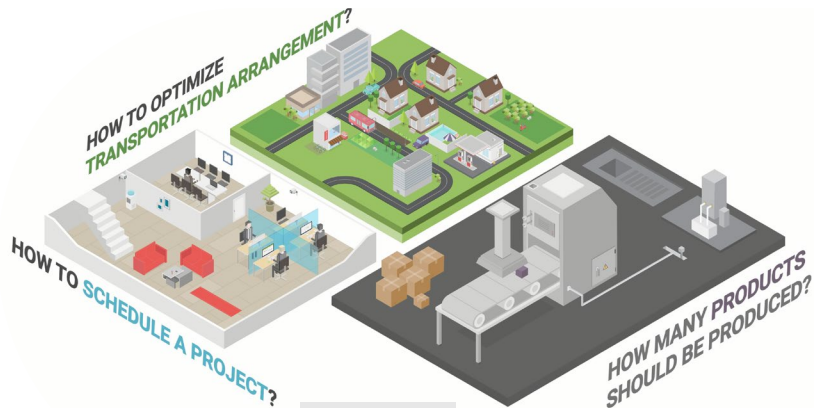 HOW TO OPTIMIZE
TRANSPORTATION ARRANGEMENT?
HOW TO SCHEDULE A PROJECT?
HOW MANY PRODUCTS
SHOULD BE PRODUCED?